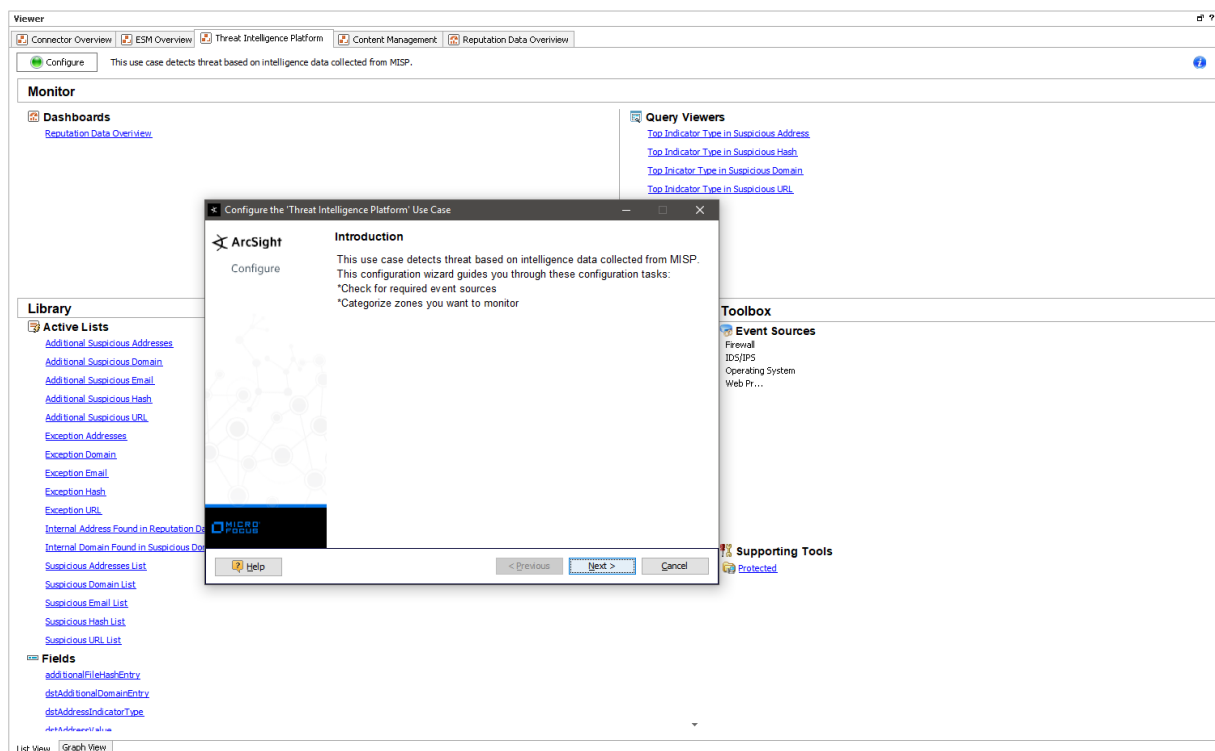 Viewer
?
Connector Overview
ESM Overview
Threat Intelligence Platform
Content Management
Reputation Data Overiview
Configure
This use case detects threat based on intelligence data collected from MISP.
Monitor
Dashboards
Reputation Data Overiview
Query Viewers
Top Indicator Type in Suspicious Address
Top Indicator Type in Suspicious Hash
Top Inicator Type in Suspicious Domain
Top Inidcator Type in Suspicious URL
Configure the 'Threat Intelligence Platform' Use Case
ArcSight
Configure
Introduction
This use case detects threat based on intelligence data collected from MISP.
This configuration wizard guides you through these configuration tasks:
*Check for required event sources
*Categorize zones you want to monitor
MICRO
FOCUS
Help
< Previous
Next >
Cancel
Library
Active Lists
Additional Suspicious Addresses
Additional Suspicious Domain
Additional Suspicious Email
Additional Suspicious Hash
Additional Suspicious URL
Exception Addresses
Exception Domain
Exception Email
Exception Hash
Exception URL
Internal Address Found in Reputation Da
Internal Domain Found in Suspicious Dor
Suspicious Addresses List
Suspicious Domain List
Suspicious Email List
Suspicious Hash List
Suspicious URL List
Fields
additionalFileHashEntry
dstAdditionalDomainEntry
dstAddressIndicatorType
dstAddressValue
Toolbox
Event Sources
Firewall
IDS/IPS
Operating System
Web Pr...
Supporting Tools
Protected
List View
Graph View